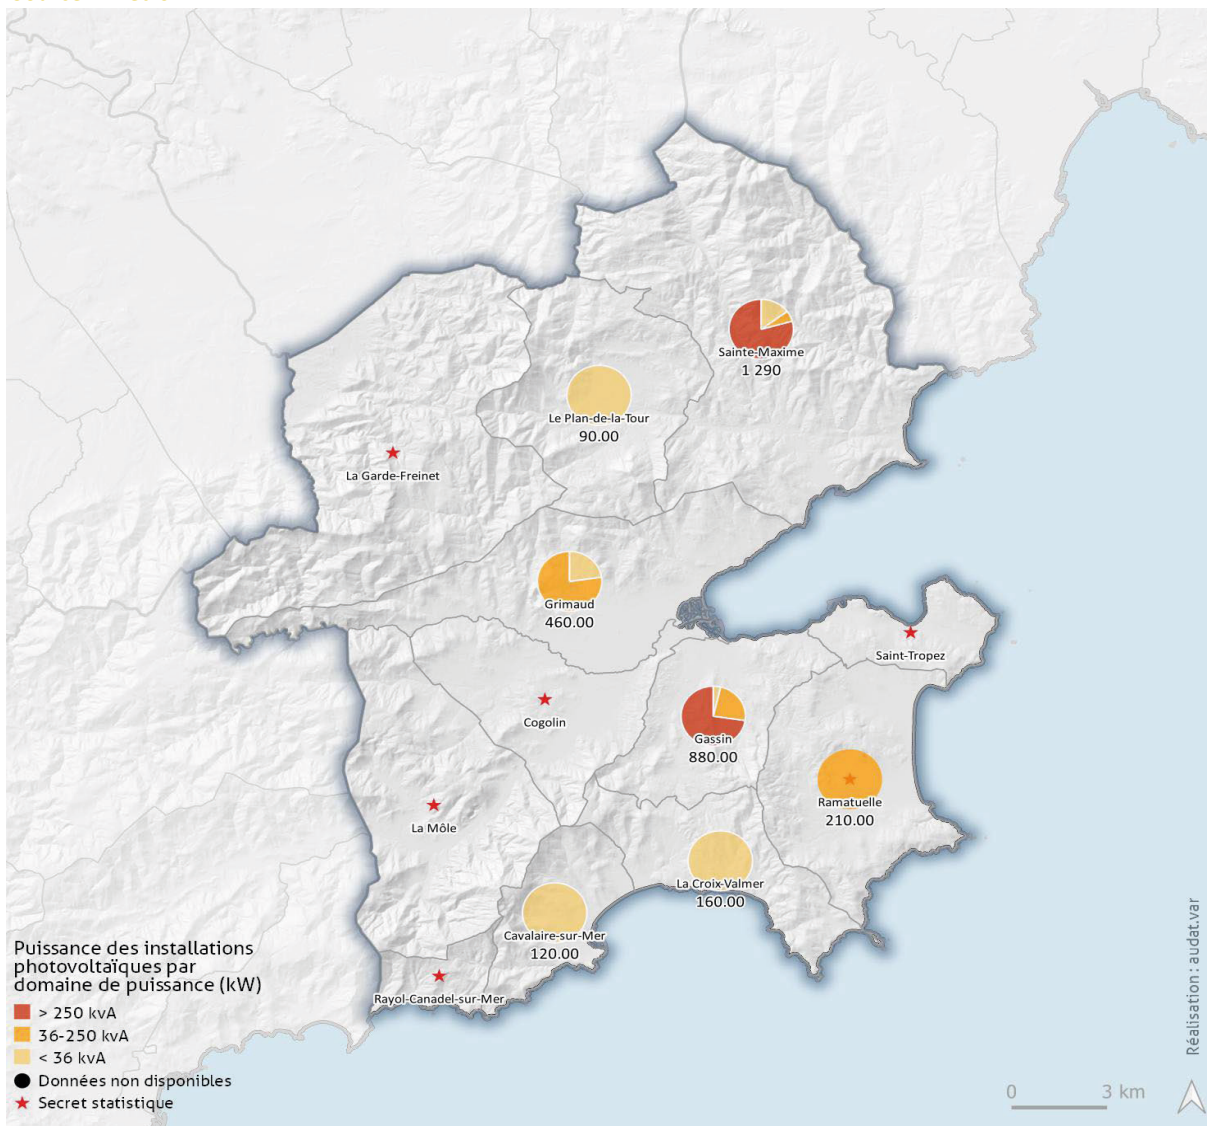 Sainte-Maxime
1 290
Le Plan-de-la-Tour
90.00
La Garde-Freinet
Grimaud
460.00
Saint-Tropez
Cogolin
Gassin
880.00
Ramatuelle
210.00
La Môle
La Croix-Valmer
160.00
Cavalaire-sur-Mer
120.00
Rayol-Canadel-sur-Mer
Puissance des installations
photovoltaïques par
domaine de puissance (kW)
> 250 kvA
36-250 kvA
< 36 kvA
Données non disponibles
Secret statistique
0 3 km
Réalisation : audat.var